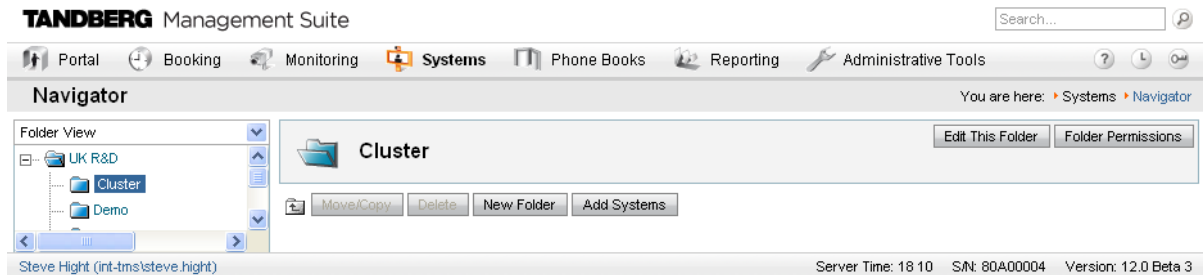 TANDBERG Management Suite
Search...
Portal Booking Monitoring Systems Phone Books Reporting Administrative Tools ?
Navigator
You are here: Systems Navigator
Folder View
Cluster
Edit This Folder Folder Permissions
UK R&D
Cluster
Demo
Move/Copy Delete New Folder Add Systems
Steve Hight (int-tms\steve.hight)
Server Time: 18 10 S/N: 80A00004 Version: 12.0 Beta 3